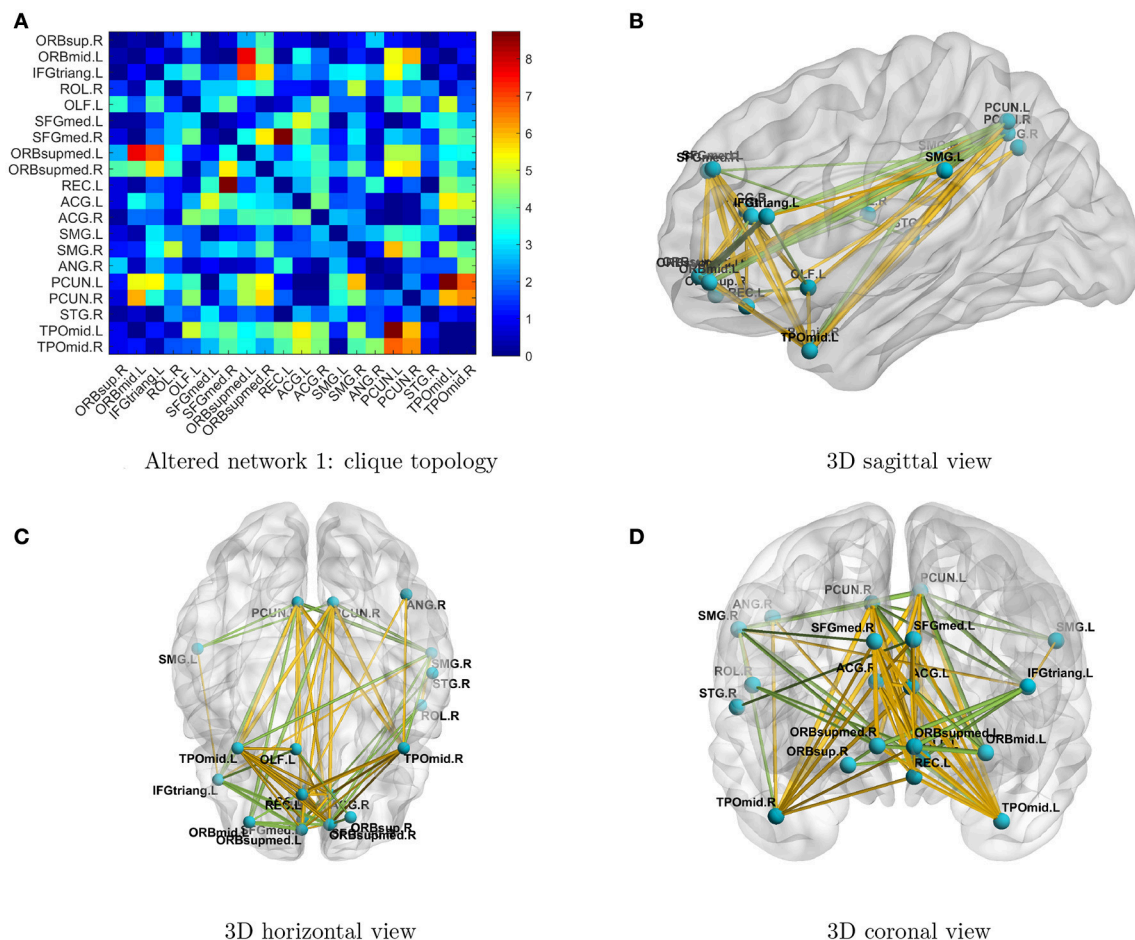 A
ORBsup.R
ORBmid.L
IFGtriang.L
ROL.R
OLF.L
SFGmed.L
SFGmed.R
ORBsupmed.L
ORBsupmed.R
REC.L
ACG.L
ACG.R
SMG.L
SMG.R
ANG.R
PCUN.L
PCUN.R
STG.R
TPOmid.L
TPOmid.R
ORBsup.R
ORBmid.L
IFGtriang.L
ROL.R
OLF.L
SFGmed.L
SFGmed.R
ORBsupmed.L
ORBsupmed.R
REC.L
ACG.L
ACG.R
SMG.L
SMG.R
ANG.R
PCUN.L
PCUN.R
STG.R
TPOmid.L
TPOmid.R
8
7
6
5
4
3
2
1
0
Altered network 1: clique topology
B
PCUN.L
SMG.L
SFGmed.R
IFGtriang.L
ORBmid.L
OLF.L
REC.L
TPOmid.L
3D sagittal view
C
PCUN.
PCUN.R
ANG.R
SMG.L
SMG.R
STG.R
ROL.R
TPOmid.L
OLF.L
TPOmid.R
IFGtriang.L
REC.L
ACG.R
ORBmid.L
SFGmed.
ORBsup.R
ORBsupmed.L
ORBsupmed.R
3D horizontal view
D
PCUN.L
PCUN.R
ANG.R
SMG.R
SFGmed.R
SFGmed.L
SMG.L
ROL.R
ACG.R
ACG.L
IFGtriang.L
STG.R
ORBsupmed.R
ORBsupmed.L
ORBsup.R
ORBmid.L
REC.L
TPOmid.R
TPOmid.L
3D coronal view